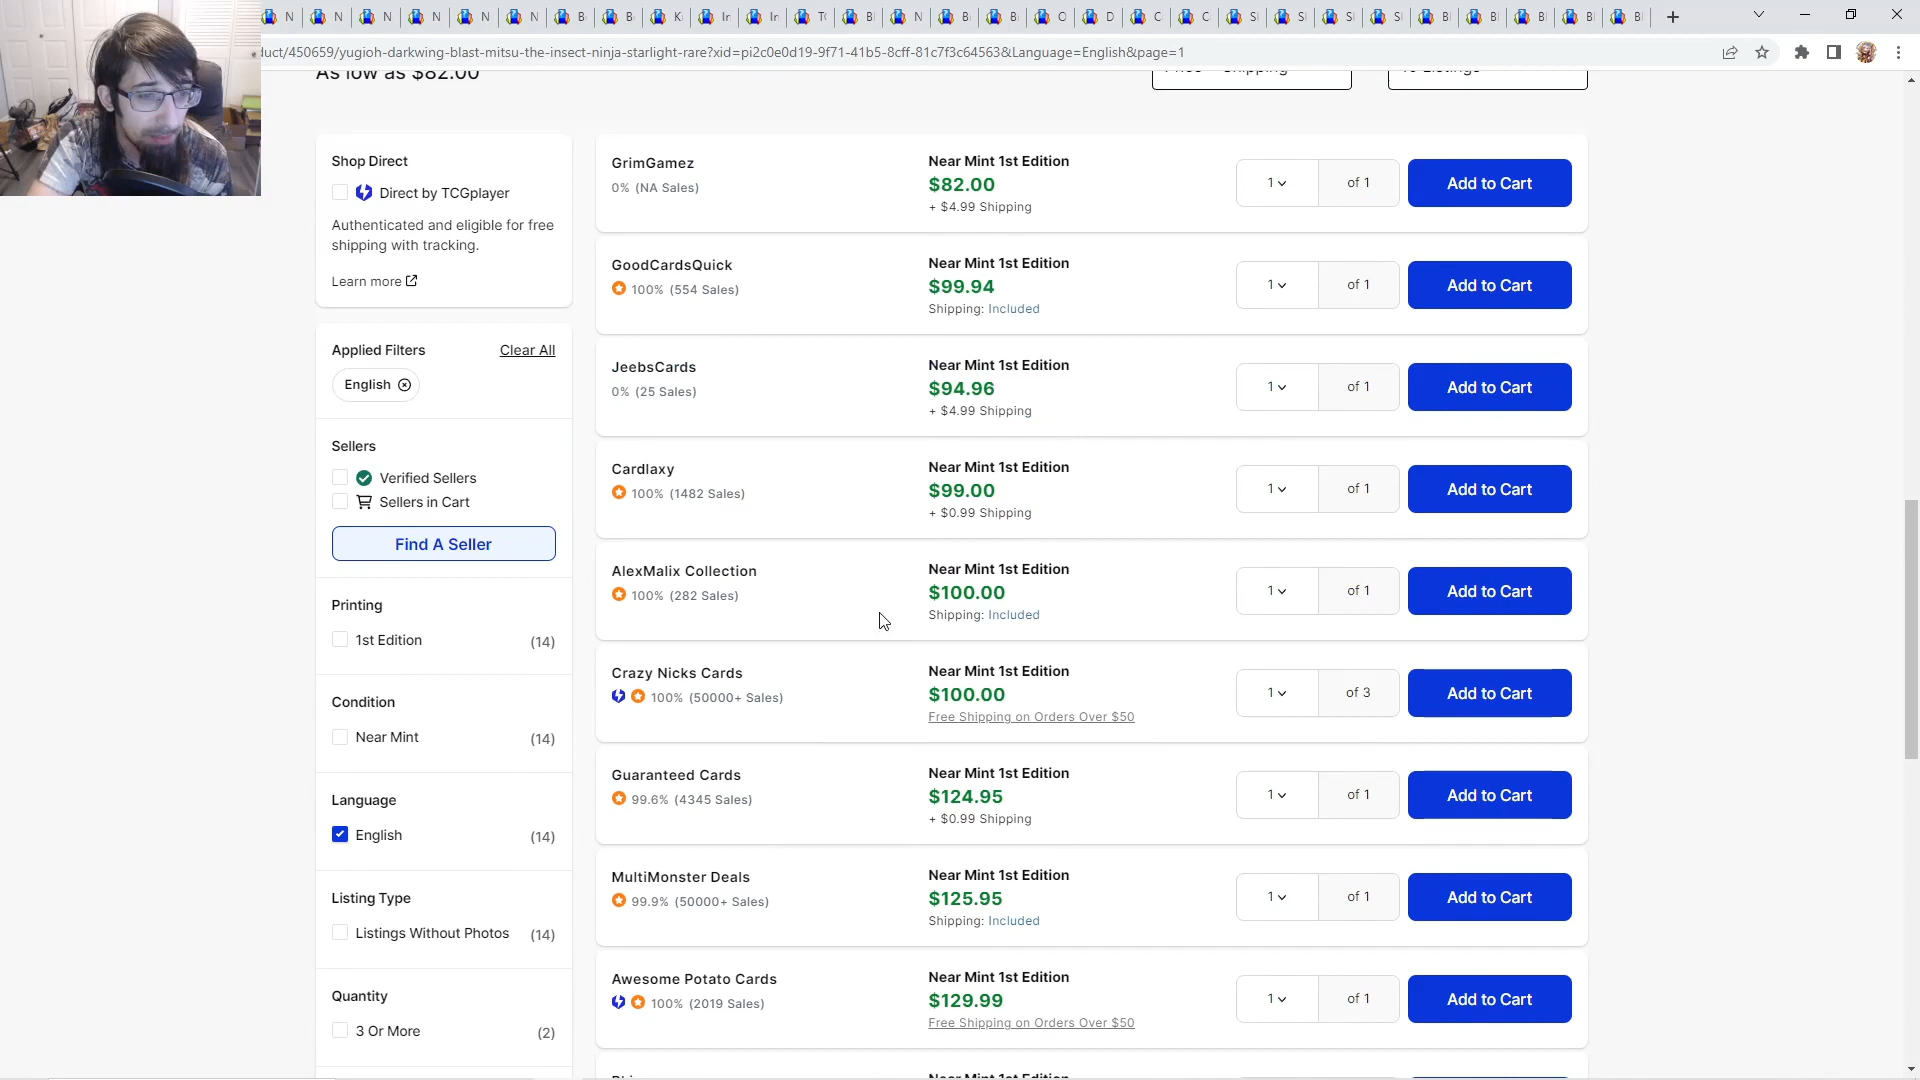 N N N N N N B B K In In T B N B B O D C C S S S S B B B B B
duct/450659/yugioh-darkwing-blast-mitsu-the-insect-ninja-starlight-rare?xid=pi2c0e0d19-9f71-41b5-8cff-81c7f3c64563&Language=English&page=1
As low as $82.00
Price + Shipping
10 Listings
Shop Direct
Direct by TCGplayer
Authenticated and eligible for free
shipping with tracking.
Learn more
Applied Filters Clear All
English
Sellers
Verified Sellers
Sellers in Cart
Find A Seller
Printing
1st Edition (14)
Condition
Near Mint (14)
Language
English (14)
Listing Type
Listings Without Photos (14)
Quantity
3 Or More (2)
GrimGamez
0% (NA Sales)
Near Mint 1st Edition
$82.00
+ $4.99 Shipping
1 of 1 Add to Cart
GoodCardsQuick
100% (554 Sales)
Near Mint 1st Edition
$99.94
Shipping: Included
1 of 1 Add to Cart
JeebsCards
0% (25 Sales)
Near Mint 1st Edition
$94.96
+ $4.99 Shipping
1 of 1 Add to Cart
Cardlaxy
100% (1482 Sales)
Near Mint 1st Edition
$99.00
+ $0.99 Shipping
1 of 1 Add to Cart
AlexMalix Collection
100% (282 Sales)
Near Mint 1st Edition
$100.00
Shipping: Included
1 of 1 Add to Cart
Crazy Nicks Cards
100% (50000+ Sales)
Near Mint 1st Edition
$100.00
Free Shipping on Orders Over $50
1 of 3 Add to Cart
Guaranteed Cards
99.6% (4345 Sales)
Near Mint 1st Edition
$124.95
+ $0.99 Shipping
1 of 1 Add to Cart
MultiMonster Deals
99.9% (50000+ Sales)
Near Mint 1st Edition
$125.95
Shipping: Included
1 of 1 Add to Cart
Awesome Potato Cards
100% (2019 Sales)
Near Mint 1st Edition
$129.99
Free Shipping on Orders Over $50
1 of 1 Add to Cart
Near Mint 1st Edition